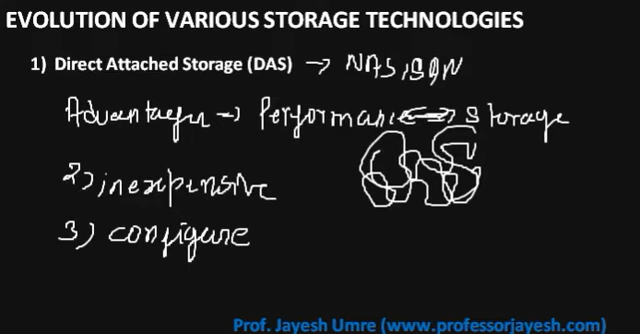 EVOLUTION OF VARIOUS STORAGE TECHNOLOGIES
1) Direct Attached Storage (DAS) → NAS, SAN
Advantages → Performance ↔ Storage
2) inexpensive
3) configure
Prof. Jayesh Umre (www.professorjayesh.com)